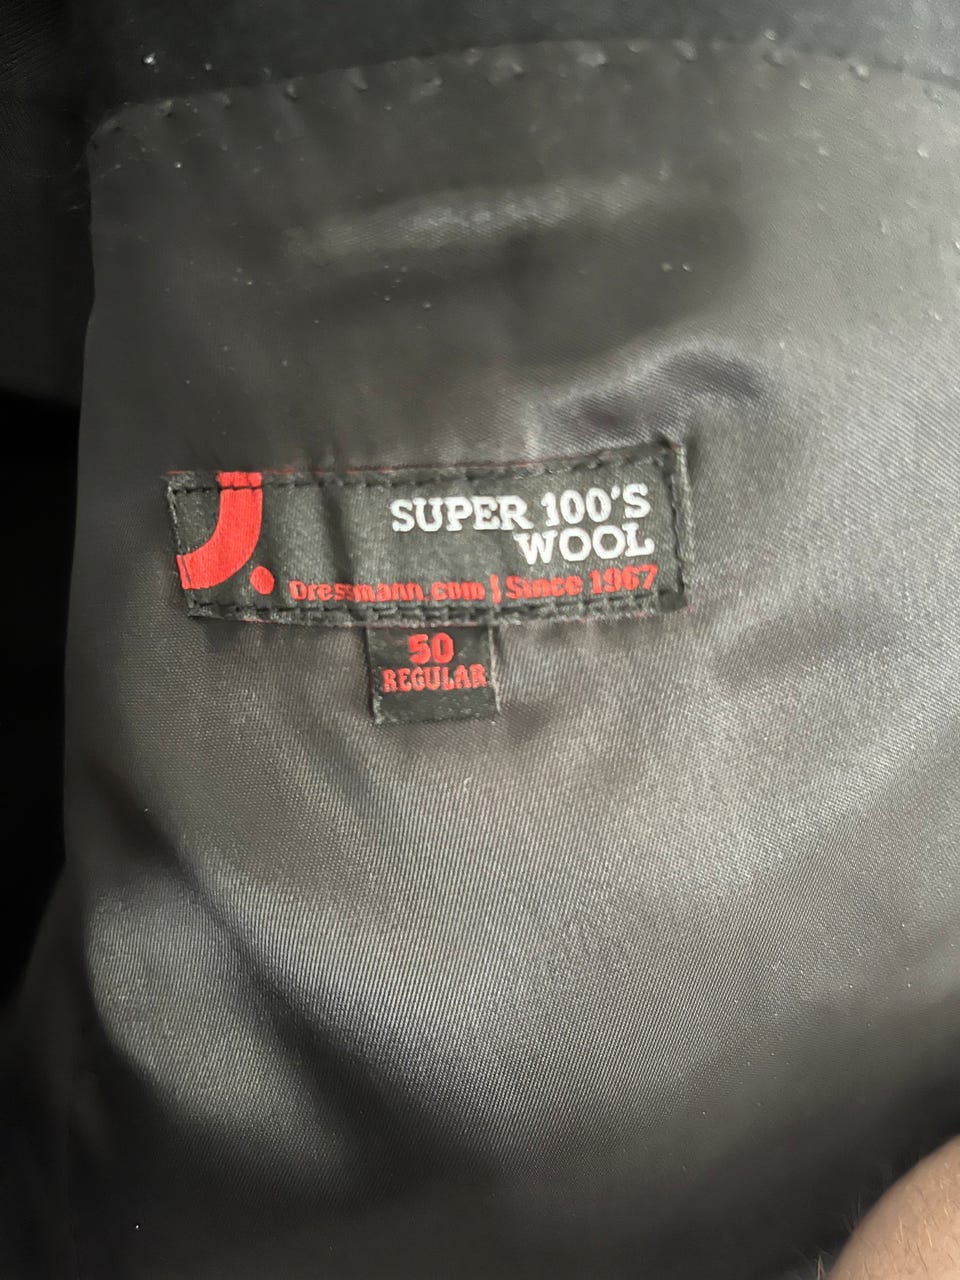 SUPER 100'S
WOOL
Dressmann.com | Since 1967
50
REGULAR